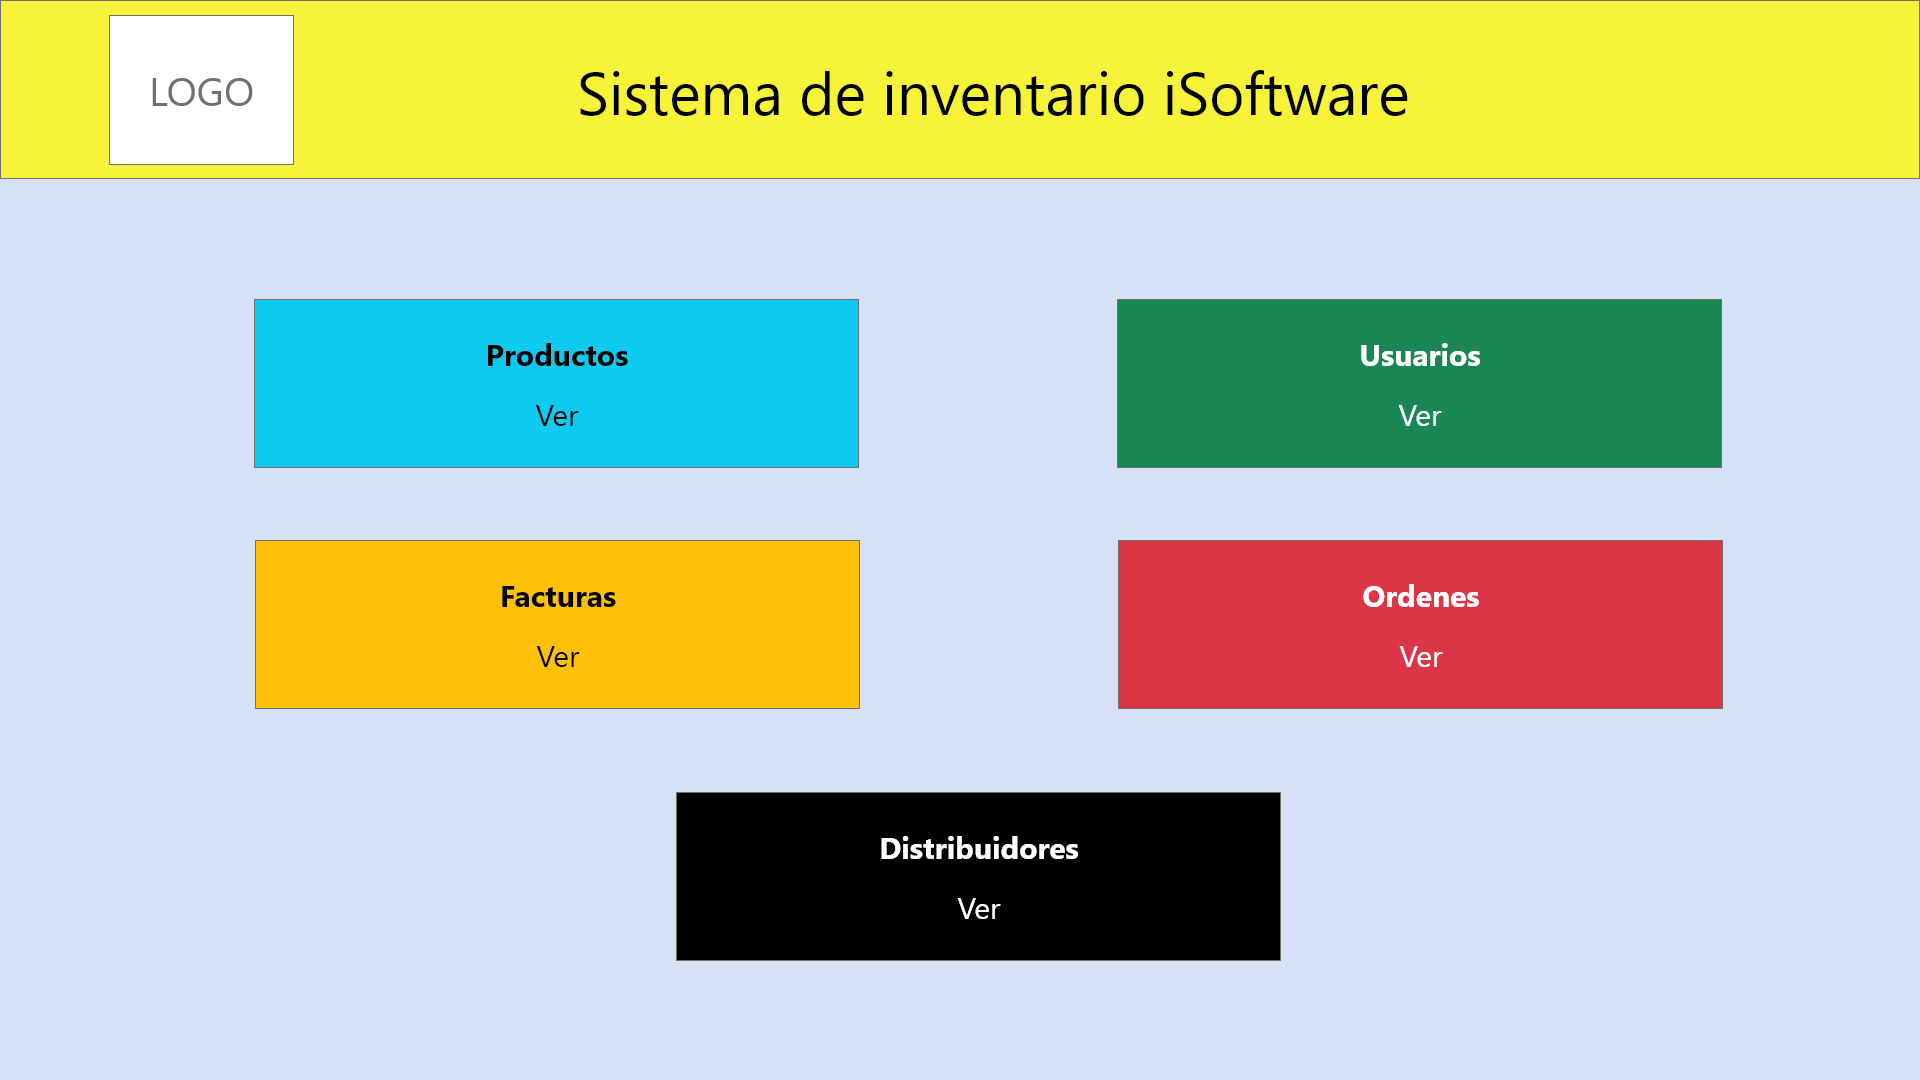 LOGO
Sistema de inventario iSoftware
Productos
Ver
Usuarios
Ver
Facturas
Ver
Ordenes
Ver
Distribuidores
Ver